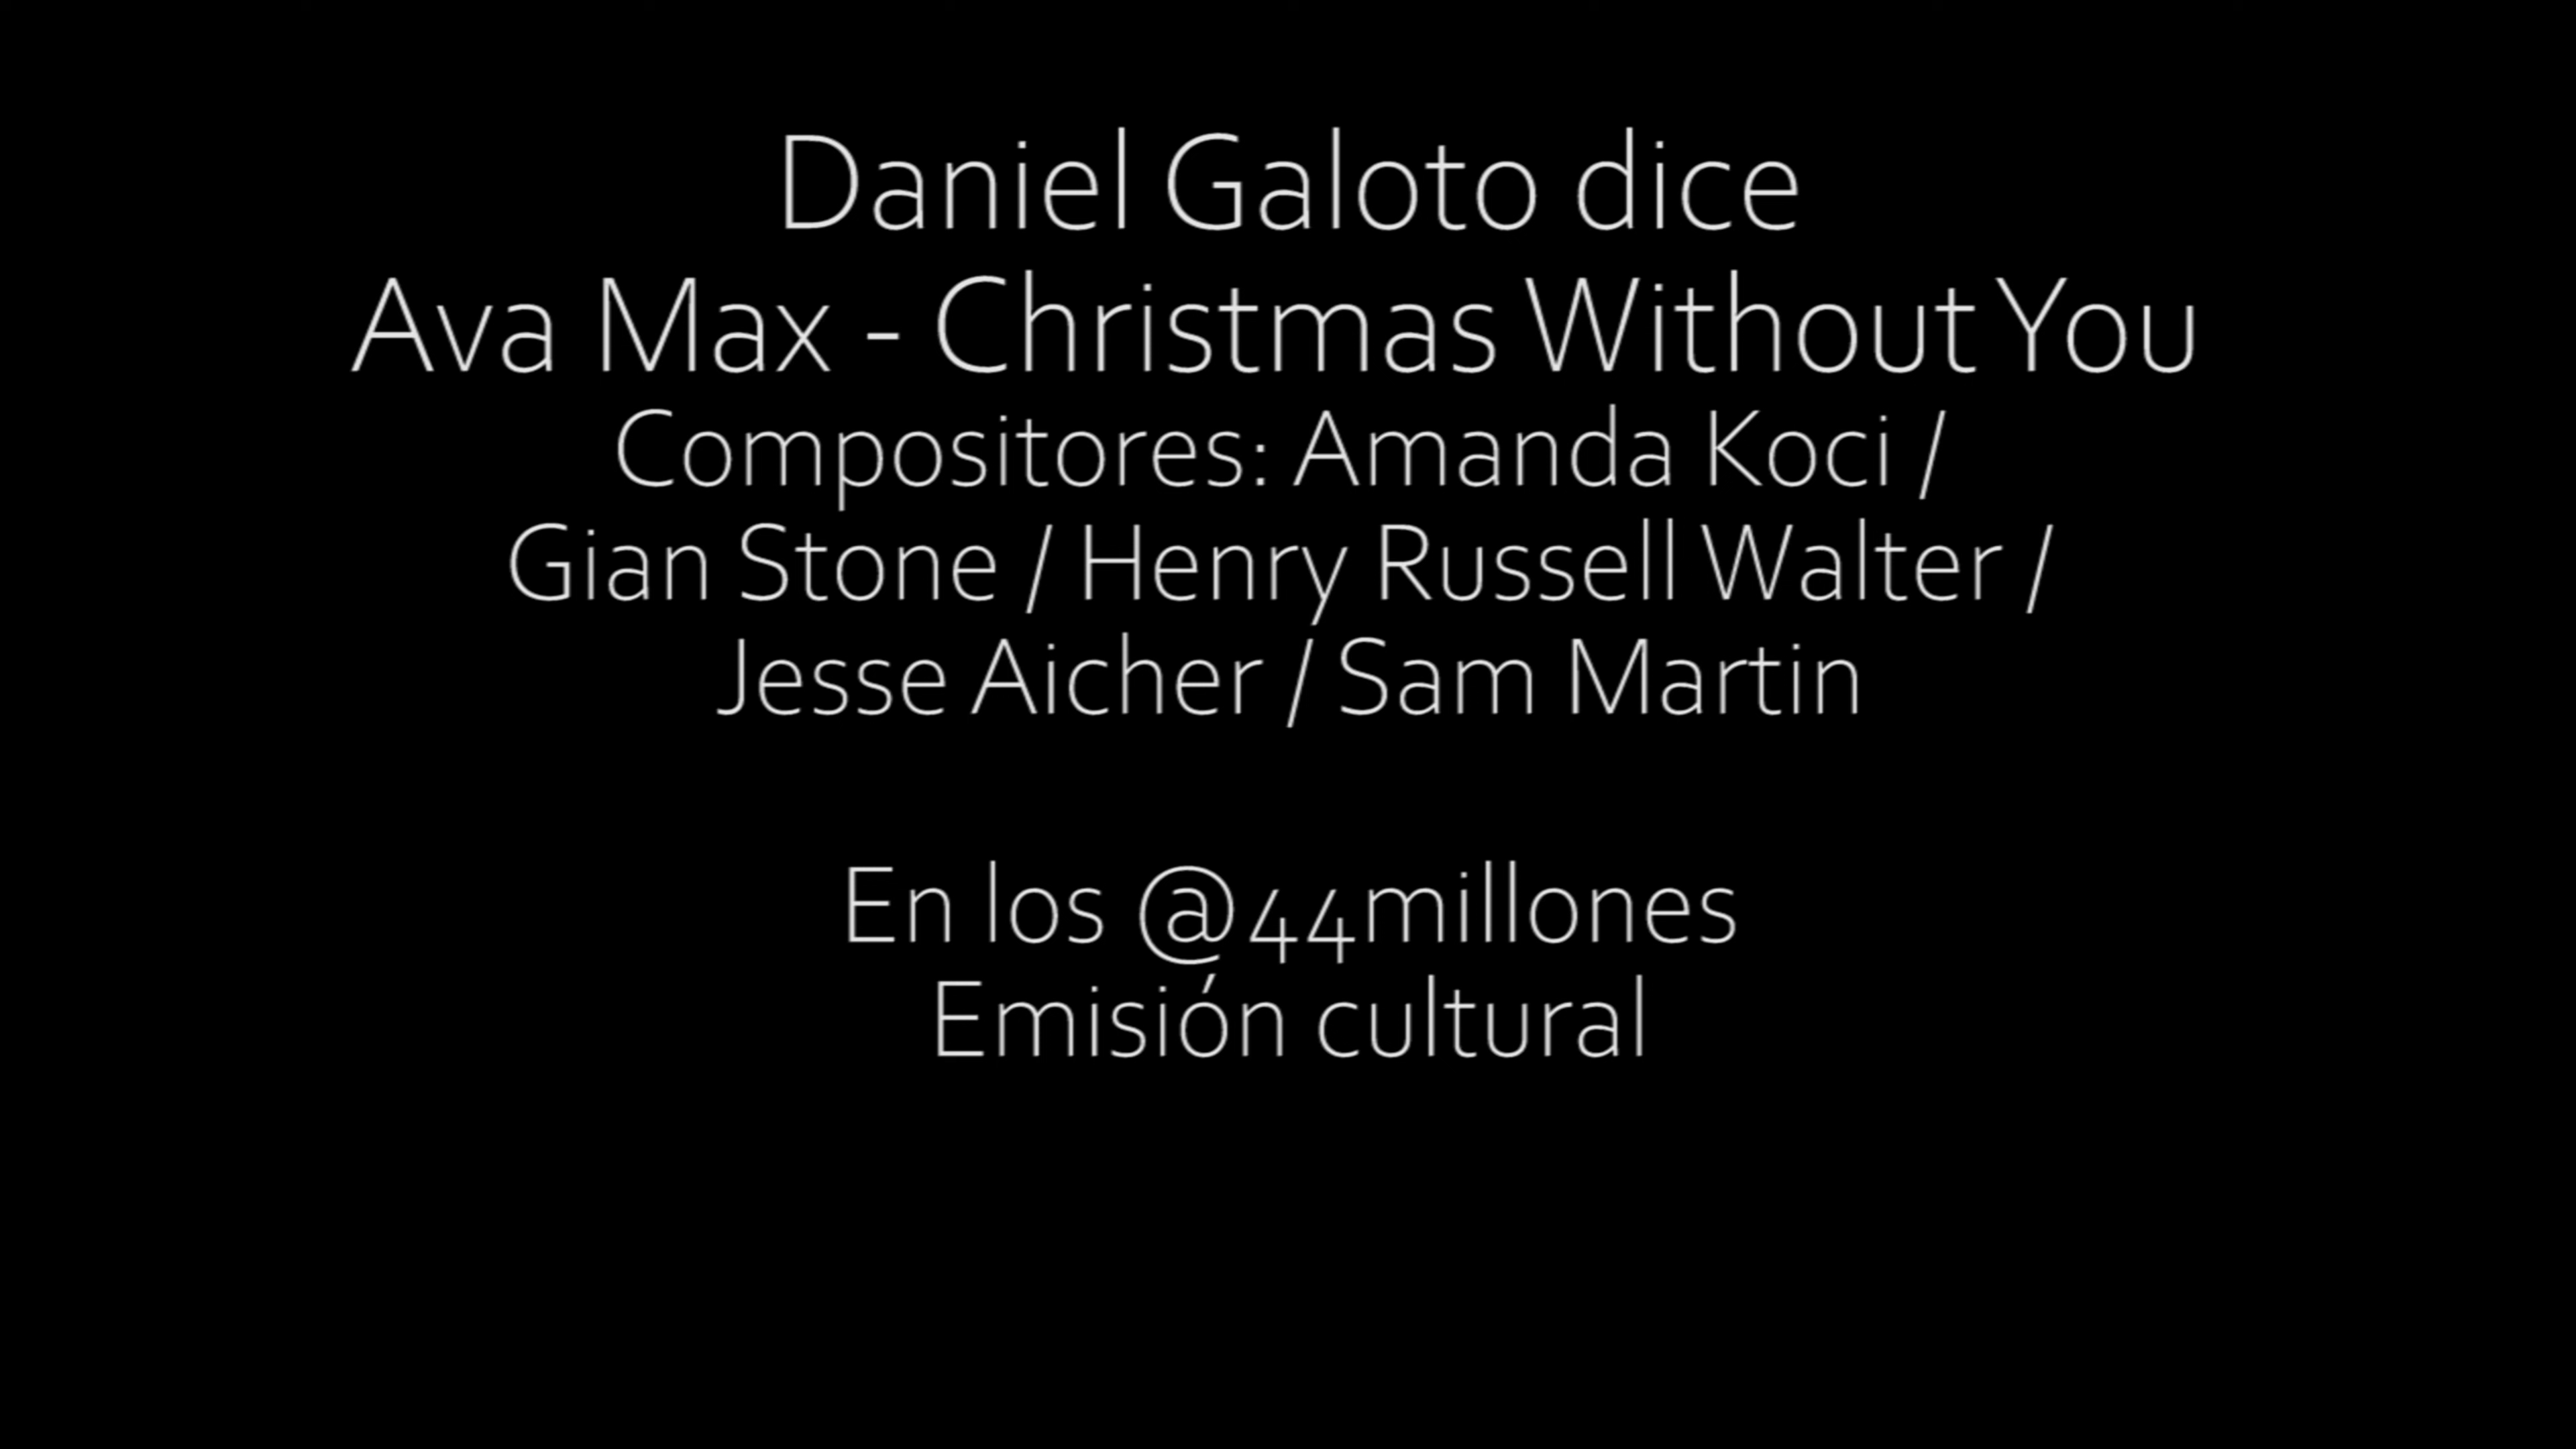 Daniel Galoto dice
Ava Max - Christmas Without You
Compositores: Amanda Koci /
Gian Stone / Henry Russell Walter /
Jesse Aicher / Sam Martin
En los @44millones
Emisión cultural